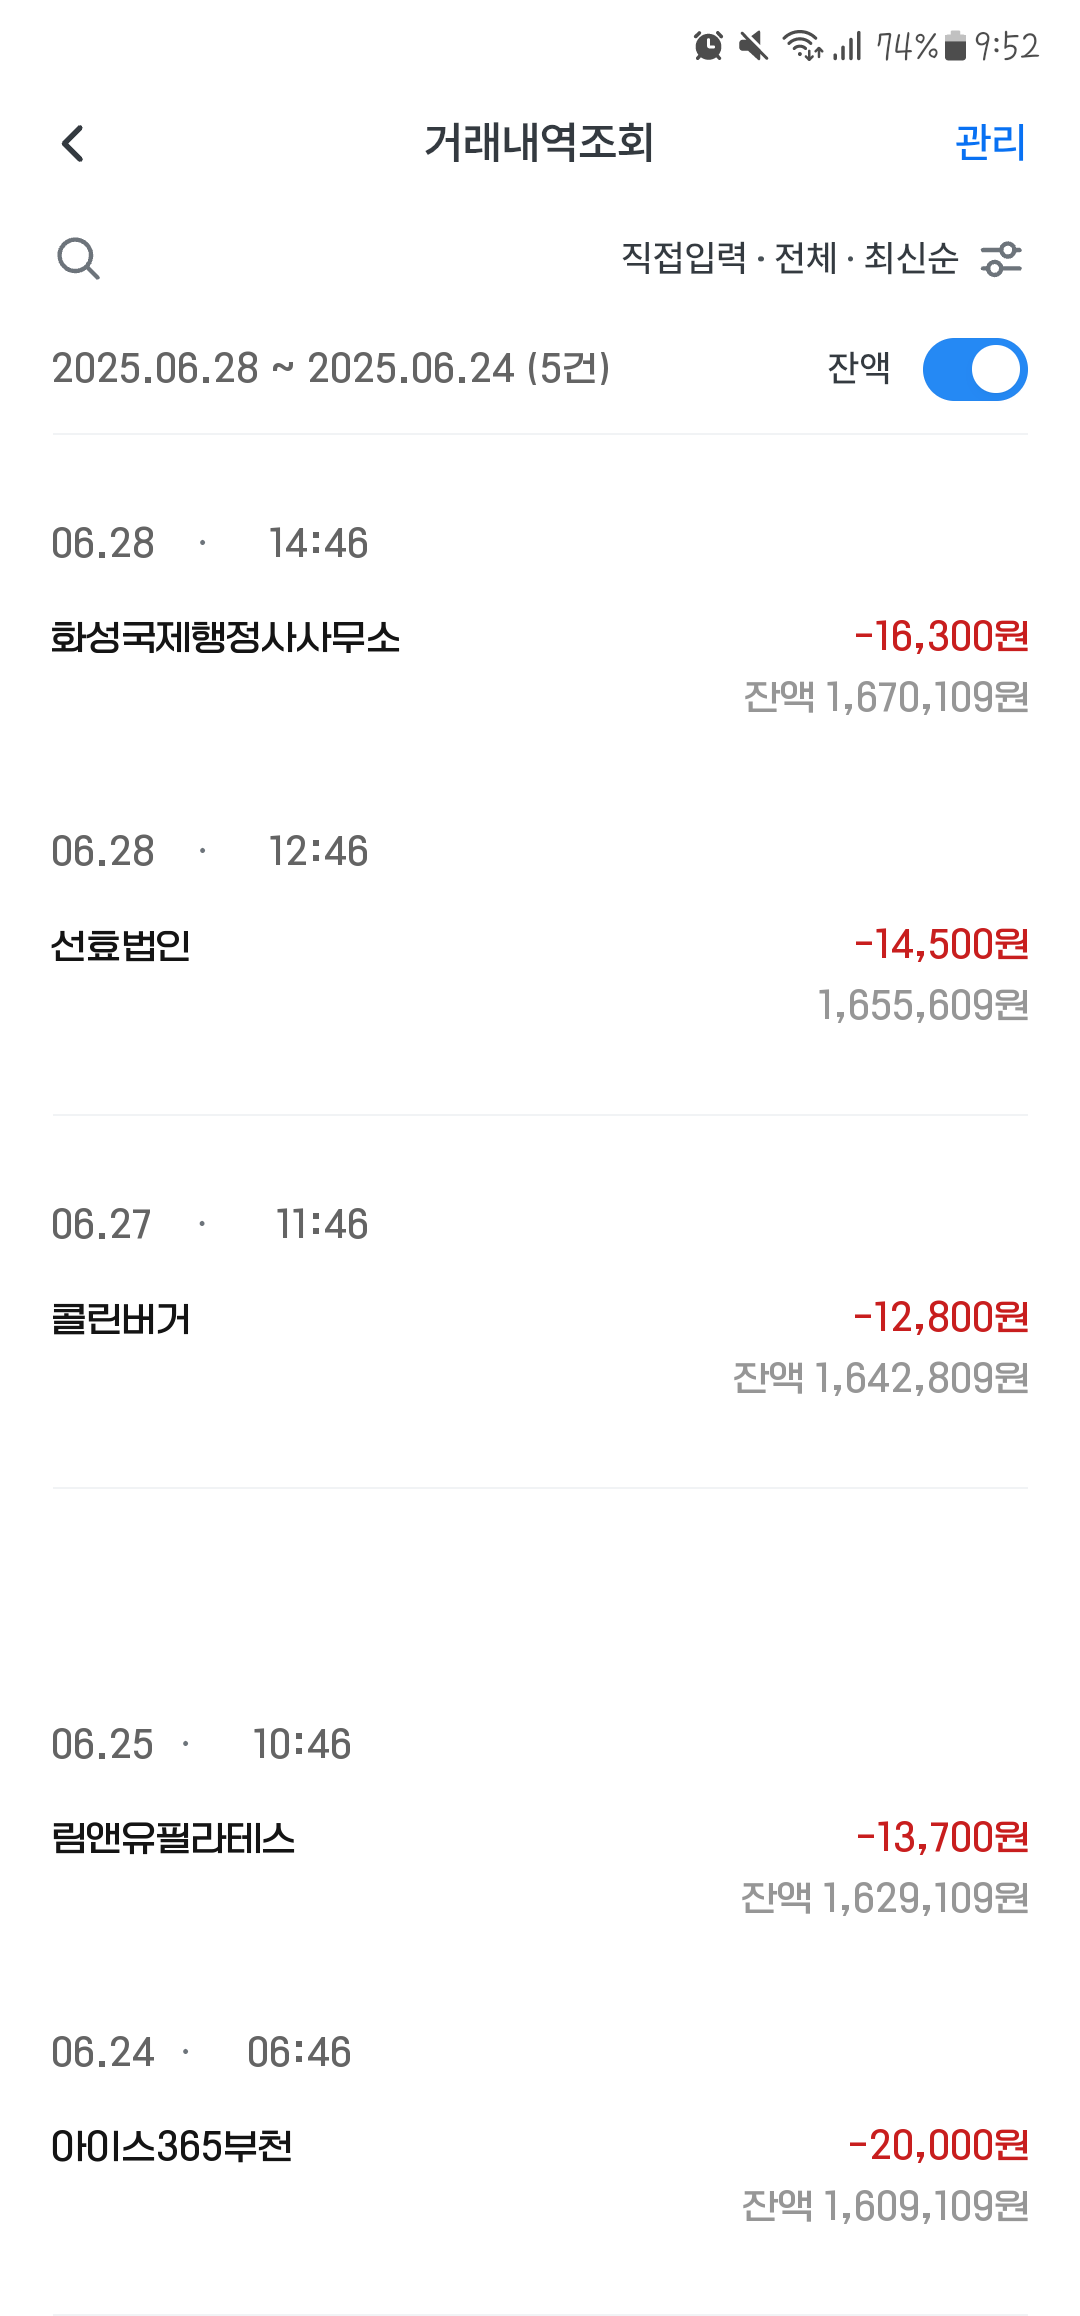 74% 9:52
거래내역조회 관리
직접입력 · 전체 · 최신순
2025.06.28 ~ 2025.06.24 (5건) 잔액
06.28 · 14:46
화성국제행정사사무소 -16,300원
잔액 1,670,109원
06.28 · 12:46
선효법인 -14,500원
1,655,609원
06.27 · 11:46
콜린버거 -12,800원
잔액 1,642,809원
06.25 · 10:46
림앤유필라테스 -13,700원
잔액 1,629,109원
06.24 · 06:46
아이스365부천 -20,000원
잔액 1,609,109원